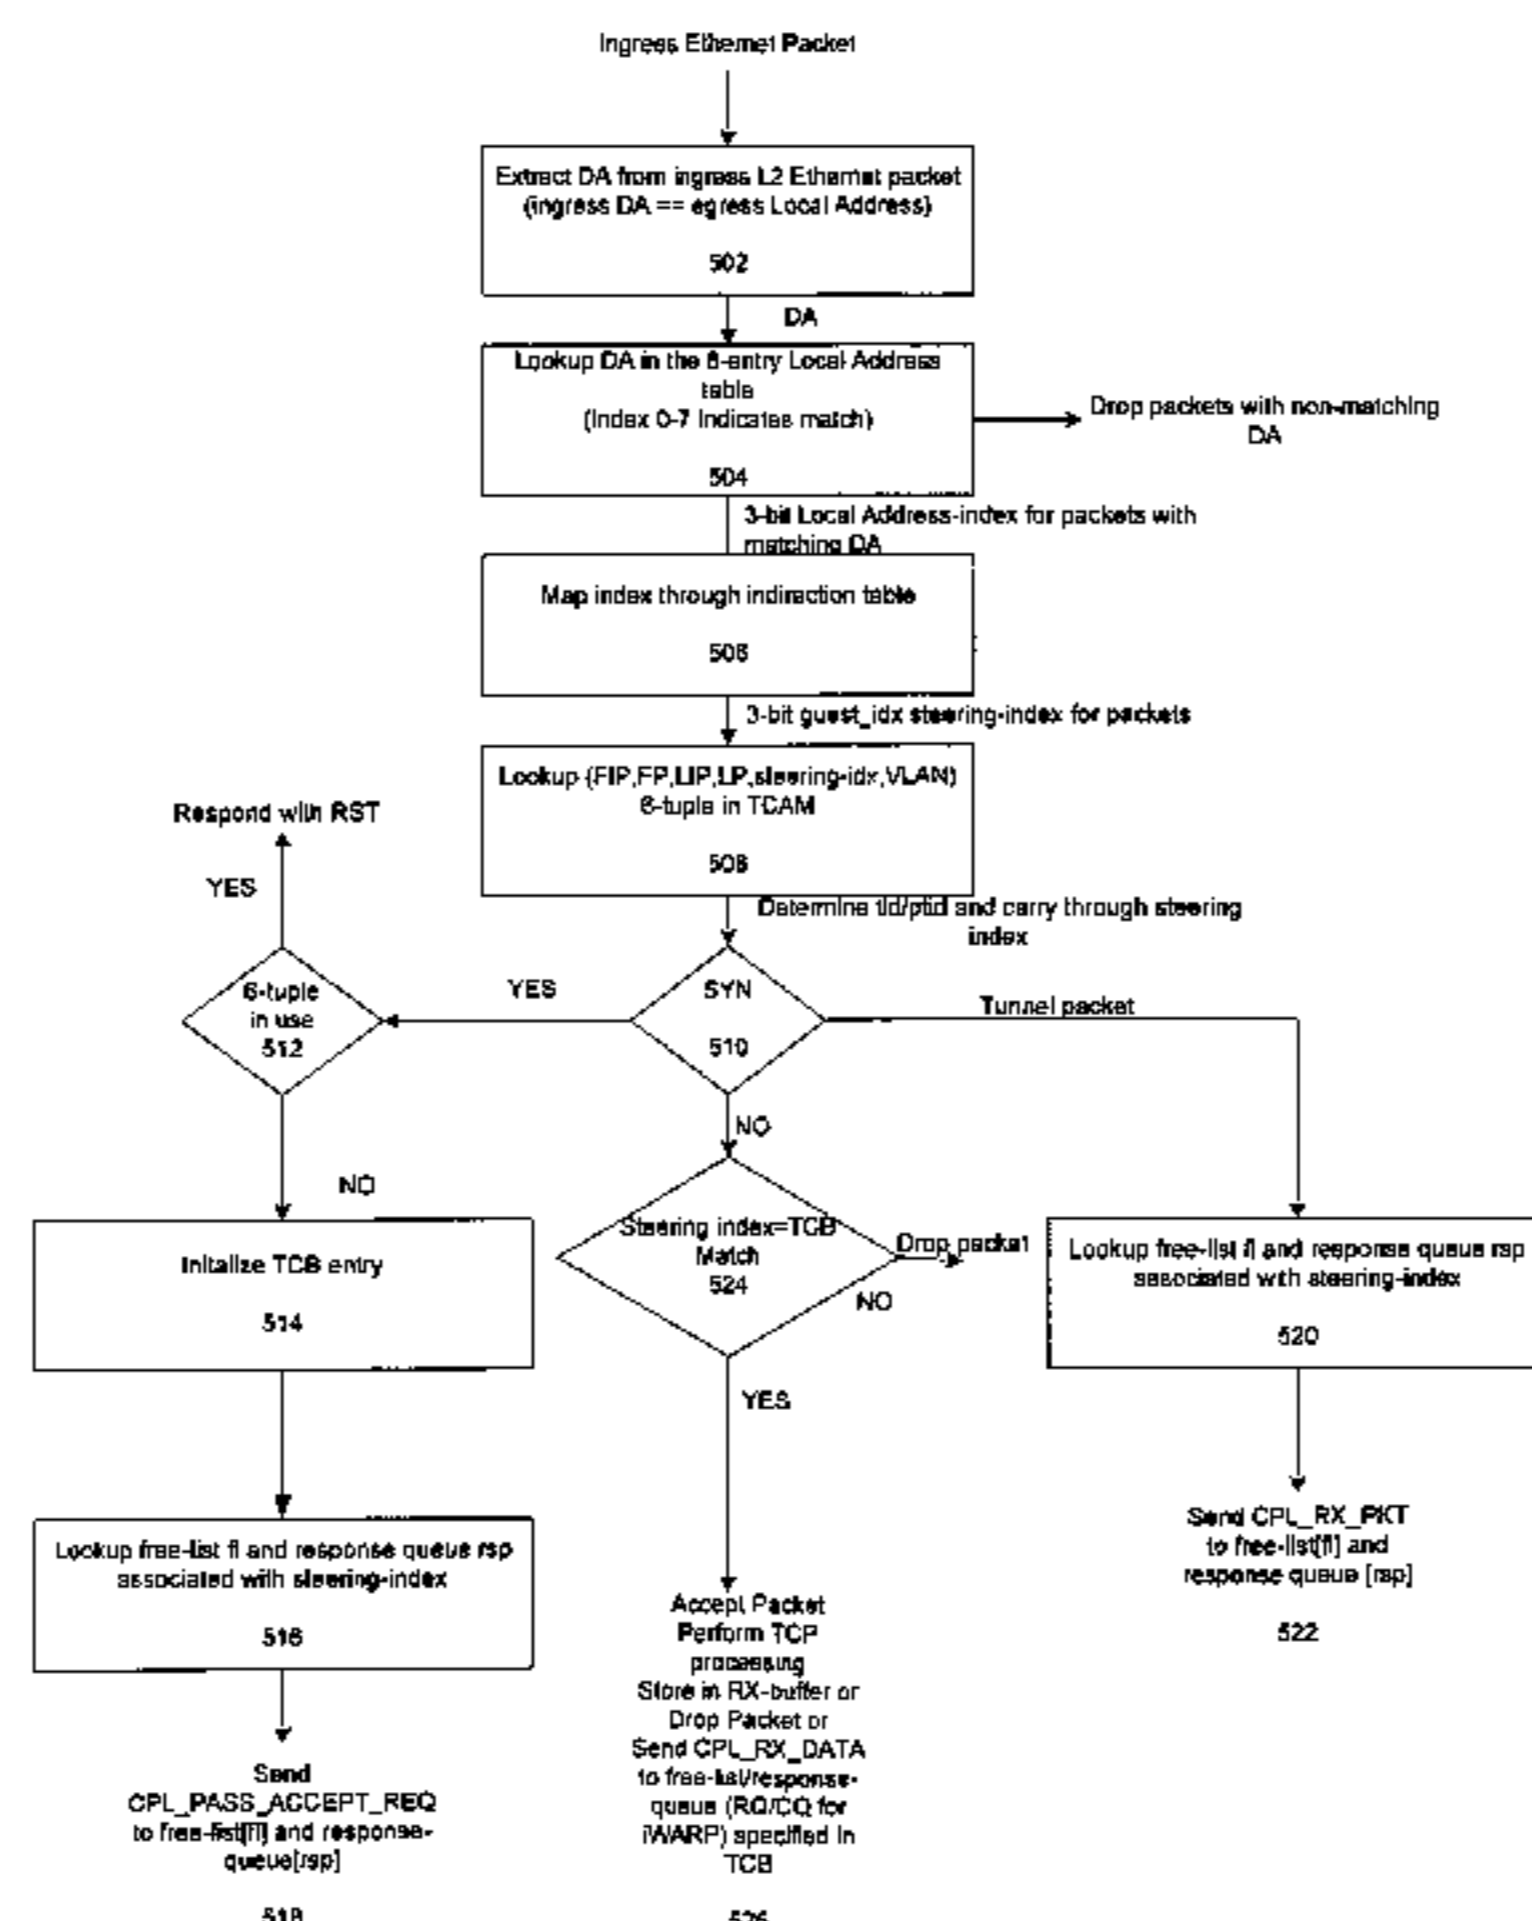 Ingress Ethernet Packet
Extract DA from ingress L2 Ethernet packet
(ingress DA == egress Local Address)
502
DA
Lookup DA in the 8-entry Local Address
table
(Index 0-7 Indicates match)
504
Drop packets with non-matching
DA
3-bit Local Address-index for packets with
matching DA
Map index through indirection table
506
3-bit guest_idx steering-index for packets
Lookup (FIP,FP,LIP,LP,steering-idx,VLAN)
6-tuple in TCAM
508
Determine tid/ptid and carry through steering
index
Respond with RST
YES
6-tuple
in use
512
YES
SYN
510
Tunnel packet
NO
NO
Initalize TCB entry
514
Steering index=TCB
Match
524
Drop packet
NO
Lookup free-list fl and response queue rsp
associated with steering-index
520
YES
Lookup free-list fl and response queue rsp
associated with steering-index
516
Send CPL_RX_PKT
to free-list[fl] and
response queue [rsp]
522
Accept Packet
Perform TCP
processing
Store in RX-buffer or
Drop Packet or
Send CPL_RX_DATA
to free-list/response-
queue (RQ/CQ for
iWARP) specified in
TCB
526
Send
CPL_PASS_ACCEPT_REQ
to free-list[fl] and response-
queue[rsp]
518